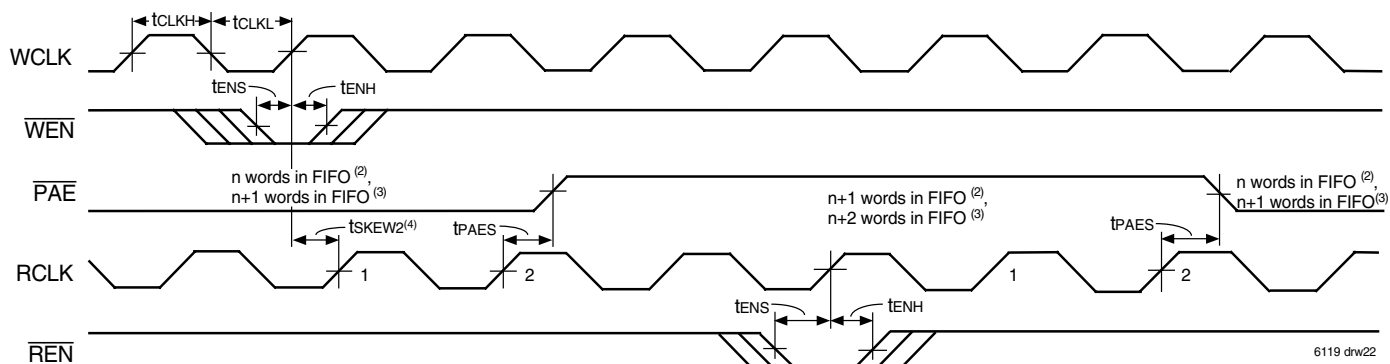 tCLKH tCLKL
WCLK
tENS tENH
WEN
n words in FIFO (2),
n+1 words in FIFO (3)
PAE
n+1 words in FIFO (2),
n+2 words in FIFO (3)
n words in FIFO (2),
n+1 words in FIFO(3)
tSKEW2(4)
tPAES
tPAES
RCLK
1
2
1
2
tENS
tENH
REN
6119 drw22